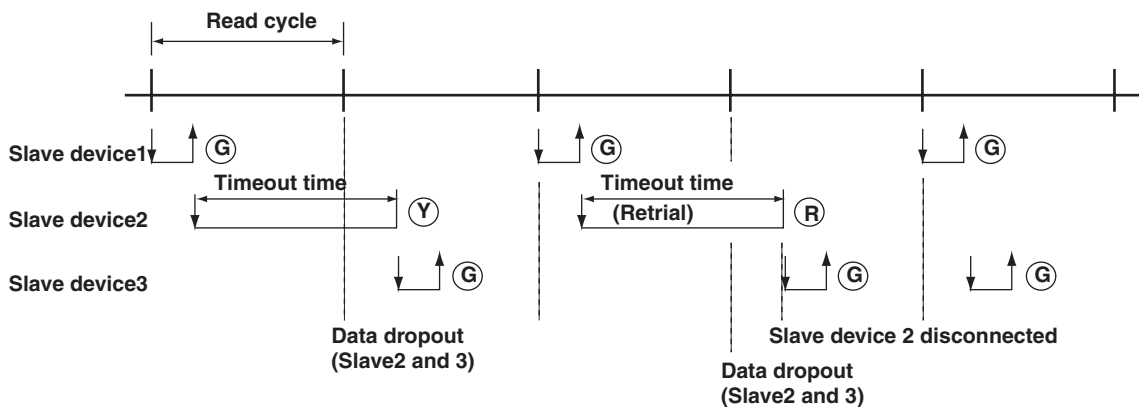 Read cycle
Slave device1
G
G
G
Timeout time
Timeout time
Slave device2
Y
(Retrial)
R
Slave device3
G
G
G
Data dropout
(Slave2 and 3)
Slave device 2 disconnected
Data dropout
(Slave2 and 3)